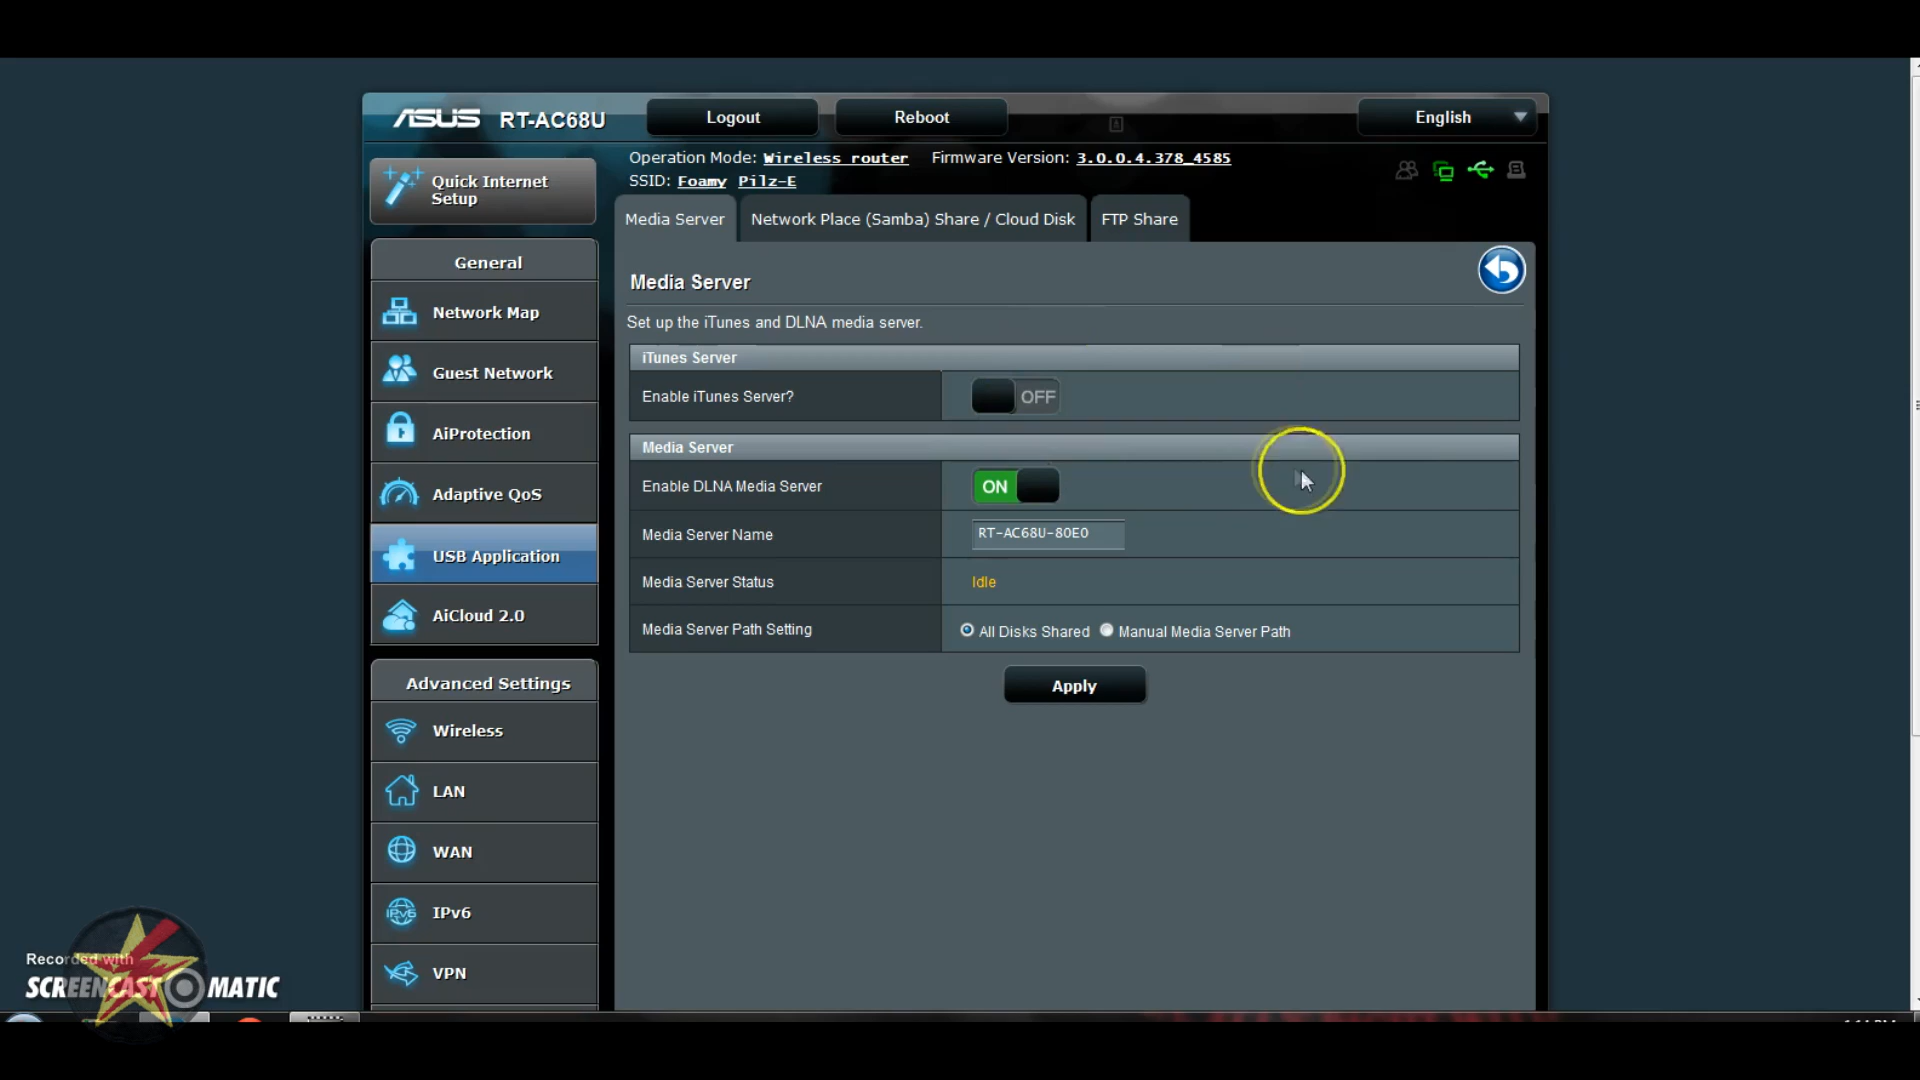 ASUS RT-AC68U Logout Reboot English
Operation Mode: Wireless router Firmware Version: 3.0.0.4.378_4585
SSID: Foamy Pilz-E
Quick Internet
Setup
Media Server Network Place (Samba) Share / Cloud Disk FTP Share
General
Network Map
Guest Network
AiProtection
Adaptive QoS
USB Application
AiCloud 2.0
Advanced Settings
Wireless
LAN
WAN
IPv6
IPv6
VPN
Media Server
Set up the iTunes and DLNA media server.
iTunes Server
Enable iTunes Server? OFF
Media Server
Enable DLNA Media Server ON
Media Server Name RT-AC68U-80E0
Media Server Status Idle
Media Server Path Setting All Disks Shared Manual Media Server Path
Apply
Recorded with
SCREENCAST MATIC